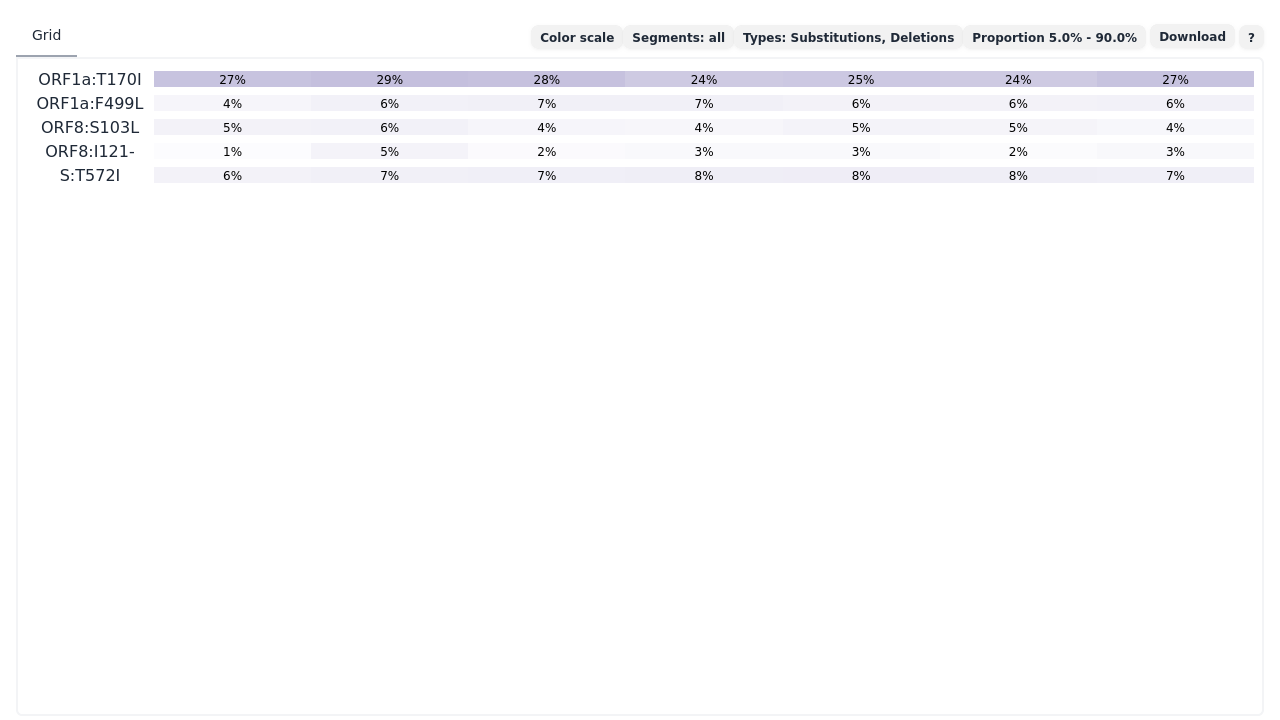 Grid
Color scale Segments: all Types: Substitutions, Deletions Proportion 5.0% - 90.0% Download ?
ORF1a:T170I 27% 29% 28% 24% 25% 24% 27%
ORF1a:F499L 4% 6% 7% 7% 6% 6% 6%
ORF8:S103L 5% 6% 4% 4% 5% 5% 4%
ORF8:I121- 1% 5% 2% 3% 3% 2% 3%
S:T572I 6% 7% 7% 8% 8% 8% 7%